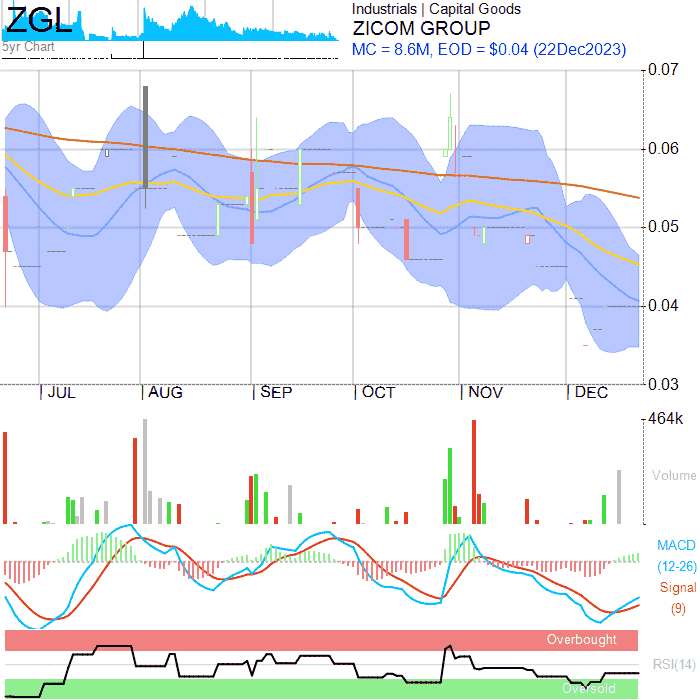 ZGL
5yr Chart
Industrials | Capital Goods
ZICOM GROUP
MC = 8.6M, EOD = $0.04 (22Dec2023)
0.07
0.06
0.05
0.04
0.03
JUL AUG SEP OCT NOV DEC
464k
Volume
MACD
(12-26)
Signal
(9)
Overbought
RSI(14)
Oversold